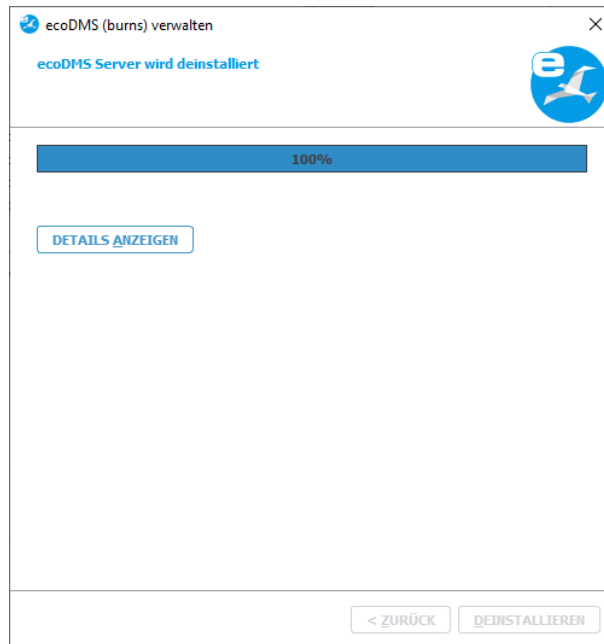 ecoDMS (burns) verwalten
ecoDMS Server wird deinstalliert
e
100%
DETAILS ANZEIGEN
< ZURÜCK
DEINSTALLIEREN